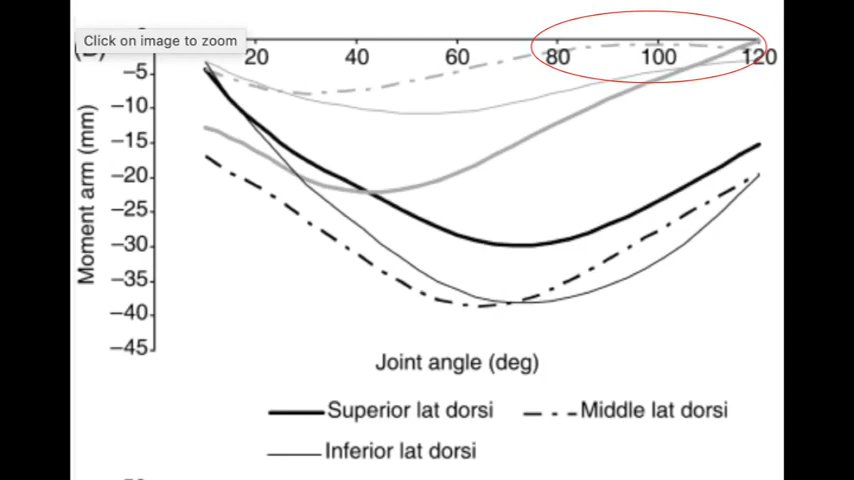 Click on image to zoom
20 40 60 80 100 120
−5
−10
−15
−20
−25
−30
−35
−40
−45
Moment arm (mm)
Joint angle (deg)
Superior lat dorsi
Middle lat dorsi
Inferior lat dorsi